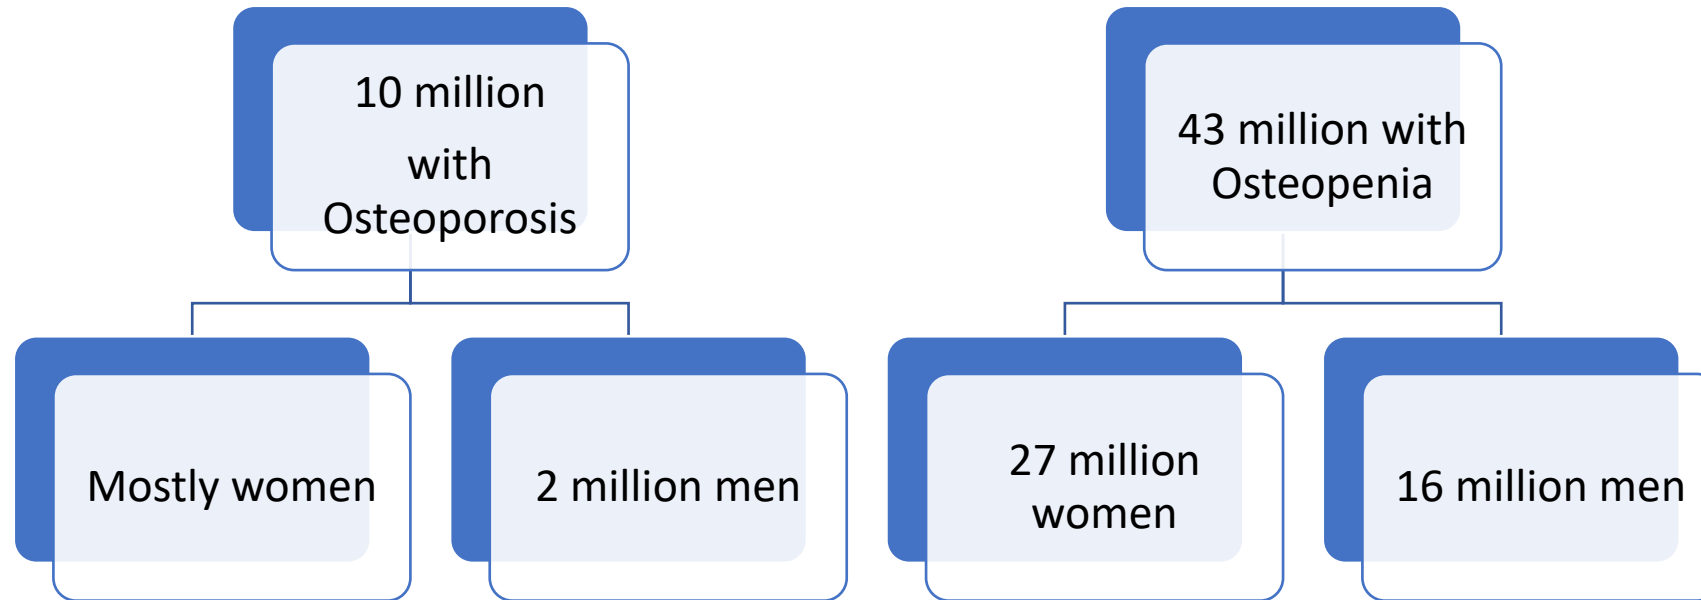 10 million
with
Osteoporosis
43 million with
Osteopenia
Mostly women
2 million men
27 million
women
16 million men